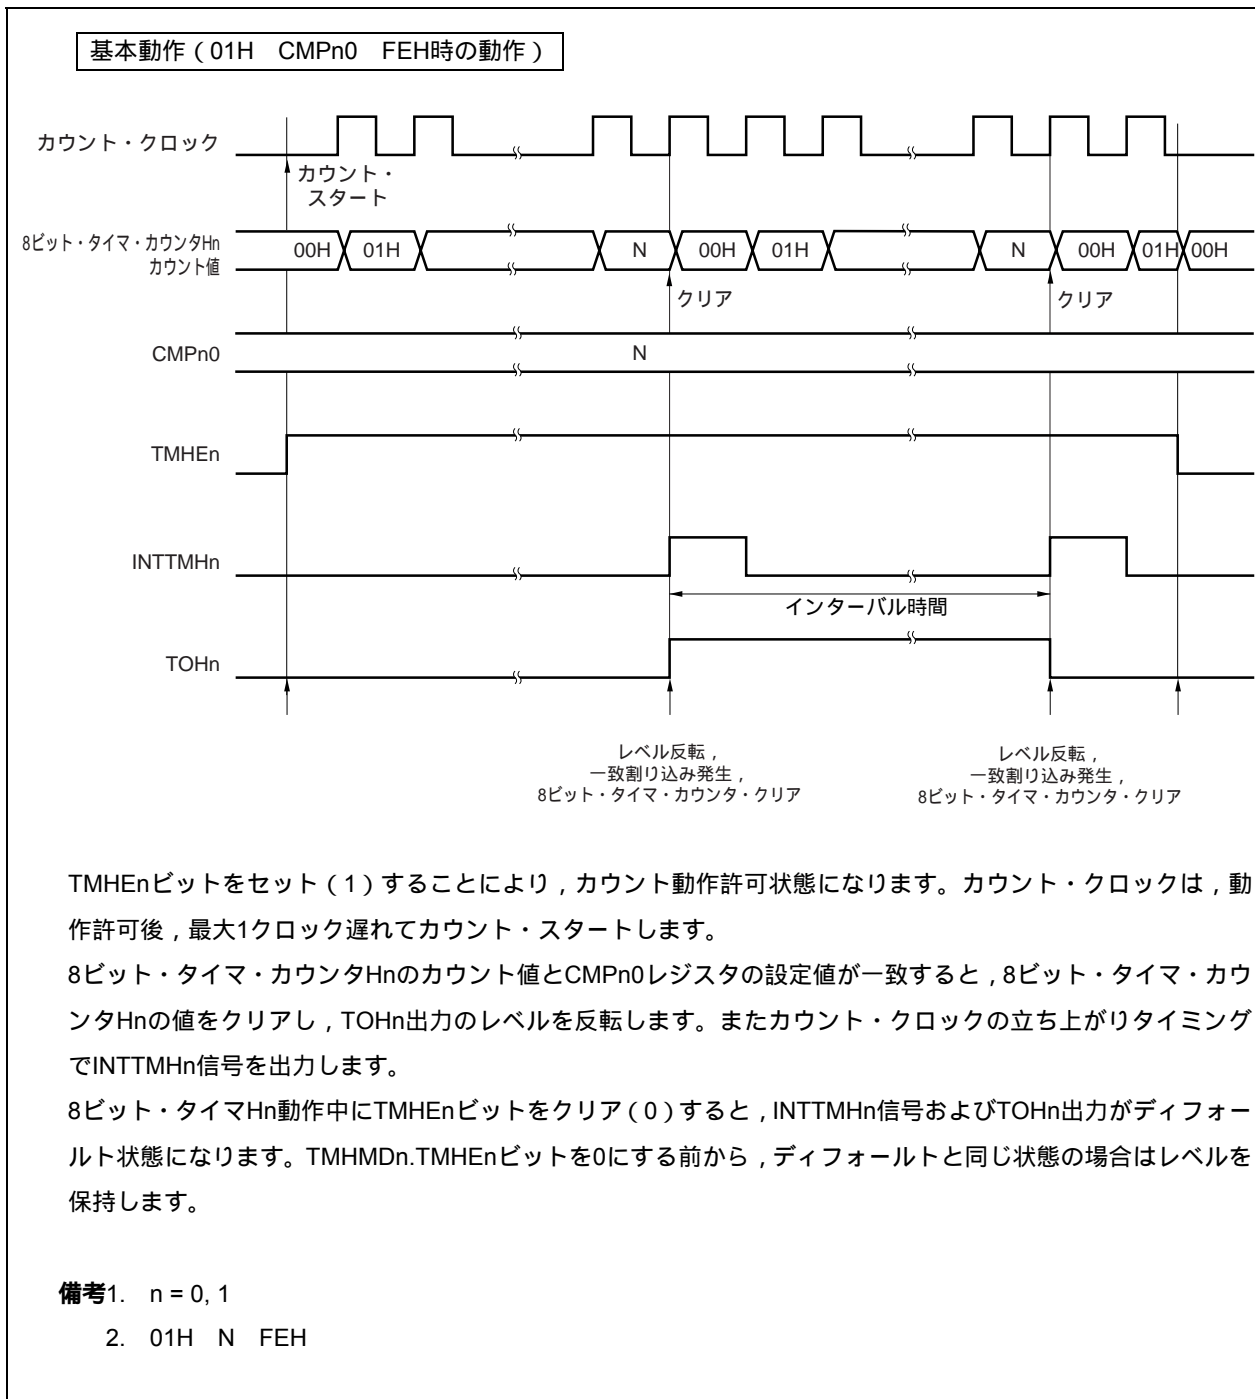 基本動作（01H　CMPn0　FEH時の動作）
カウント・クロック
カウント・
スタート
8ビット・タイマ・カウンタHn
カウント値
00H 01H N 00H 01H N 00H 01H 00H
クリア クリア
CMPn0 N
TMHEn
INTTMHn
インターバル時間
TOHn
レベル反転，
一致割り込み発生，
8ビット・タイマ・カウンタ・クリア
レベル反転，
一致割り込み発生，
8ビット・タイマ・カウンタ・クリア
TMHEnビットをセット（1）することにより，カウント動作許可状態になります。カウント・クロックは，動
作許可後，最大1クロック遅れてカウント・スタートします。
8ビット・タイマ・カウンタHnのカウント値とCMPn0レジスタの設定値が一致すると，8ビット・タイマ・カウ
ンタHnの値をクリアし，TOHn出力のレベルを反転します。またカウント・クロックの立ち上がりタイミング
でINTTMHn信号を出力します。
8ビット・タイマHn動作中にTMHEnビットをクリア（0）すると，INTTMHn信号およびTOHn出力がディフォー
ルト状態になります。TMHMDn.TMHEnビットを0にする前から，ディフォールトと同じ状態の場合はレベルを
保持します。
備考1.　n = 0, 1
2.　01H　N　FEH